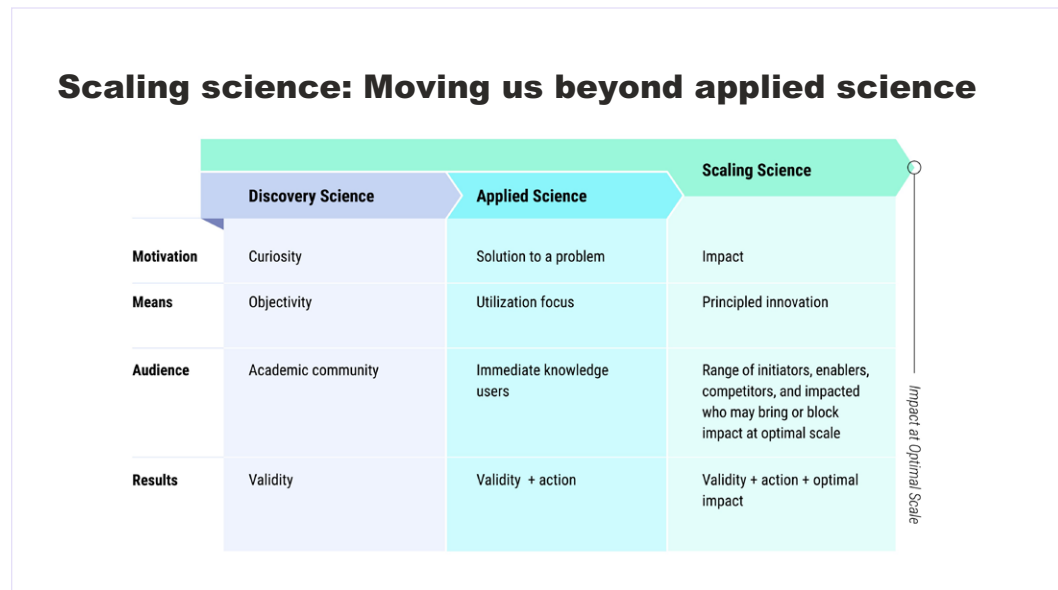 Scaling science: Moving us beyond applied science
Scaling Science
Discovery Science
Applied Science
Motivation
Curiosity
Solution to a problem
Impact
Means
Objectivity
Utilization focus
Principled innovation
Audience
Academic community
Immediate knowledge
users
Range of initiators, enablers,
competitors, and impacted
who may bring or block
impact at optimal scale
Results
Validity
Validity + action
Validity + action + optimal
impact
Impact at Optimal Scale